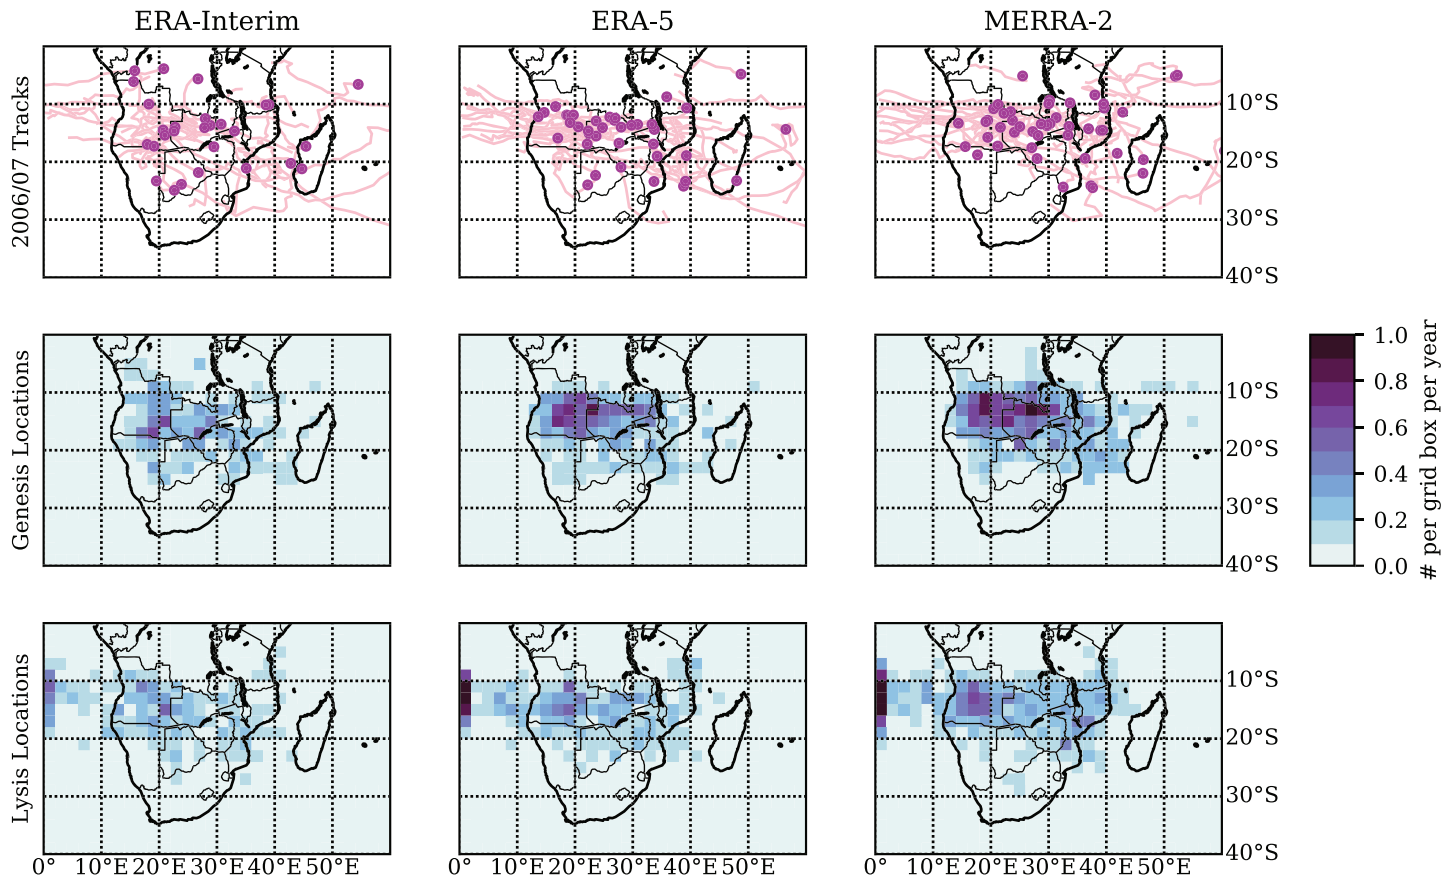 ERA-Interim
ERA-5
MERRA-2
2006/07 Tracks
10°S
20°S
30°S
40°S
Genesis Locations
10°S
20°S
30°S
40°S
1.0
0.8
0.6
0.4
0.2
0.0
# per grid box per year
Lysis Locations
10°S
20°S
30°S
40°S
0° 10°E 20°E 30°E 40°E 50°E
0° 10°E 20°E 30°E 40°E 50°E
0° 10°E 20°E 30°E 40°E 50°E